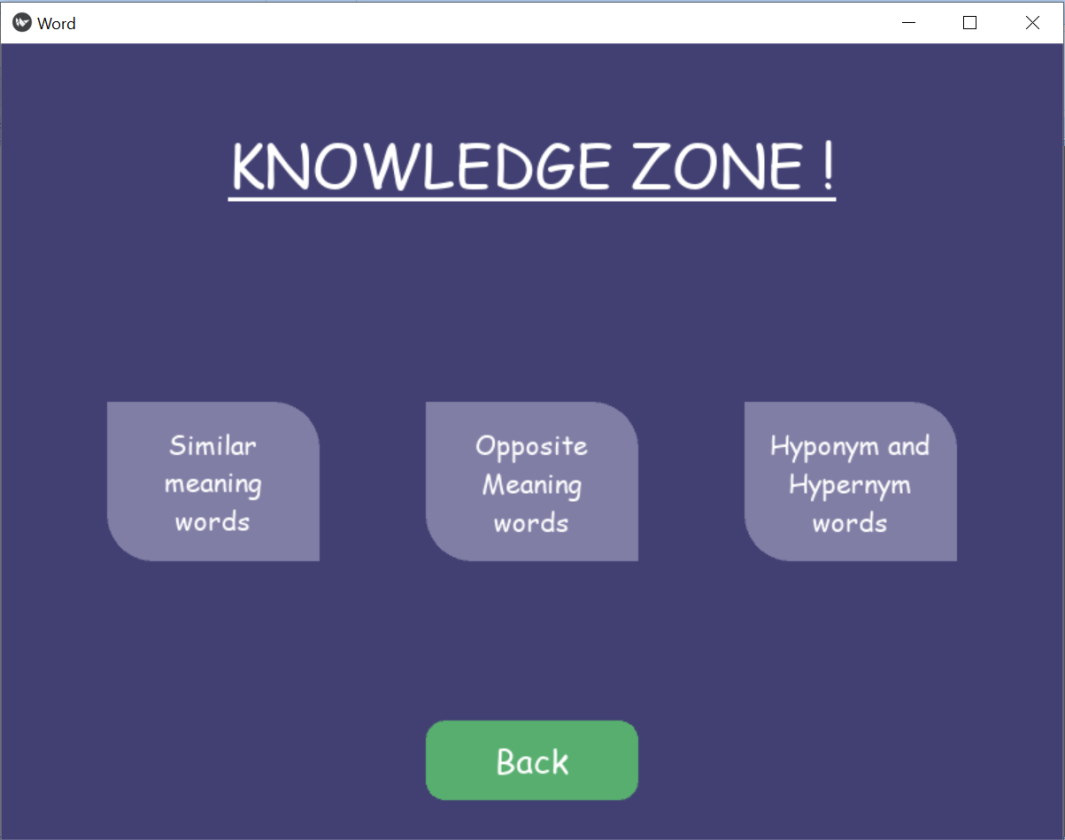 Word
KNOWLEDGE ZONE !
Similar
meaning
words
Opposite
Meaning
words
Hyponym and
Hypernym
words
Back